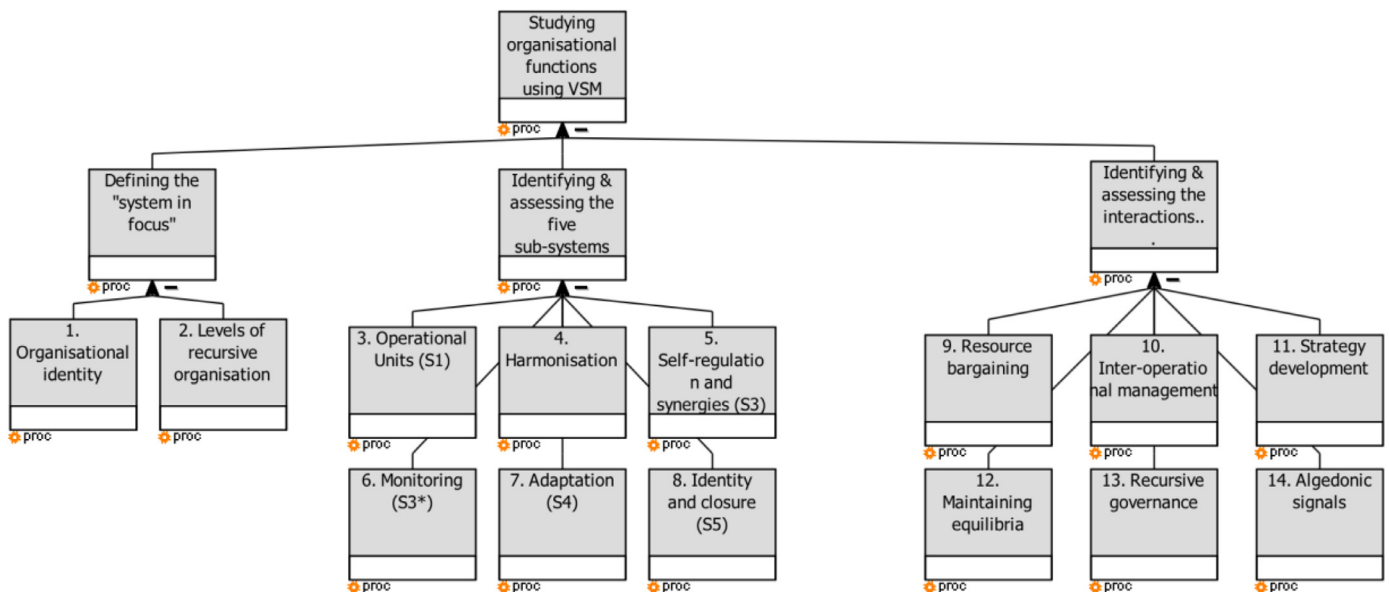 Studying
organisational
functions
using VSM
proc
Defining the
"system in
focus"
proc
Identifying &
assessing the
five
sub-systems
proc
Identifying &
assessing the
interactions..
.
proc
1.
Organisational
identity
proc
2. Levels of
recursive
organisation
proc
3. Operational
Units (S1)
proc
4.
Harmonisation
proc
5.
Self-regulatio
n and
synergies (S3)
proc
6. Monitoring
(S3*)
proc
7. Adaptation
(S4)
proc
8. Identity
and closure
(S5)
proc
9. Resource
bargaining
proc
10.
Inter-operatio
nal management
proc
11. Strategy
development
proc
12.
Maintaining
equilibria
proc
13. Recursive
governance
proc
14. Algedonic
signals
proc